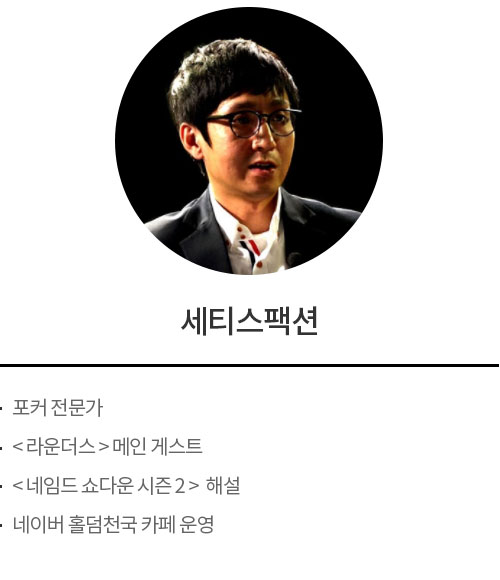 세티스팩션
포커 전문가
< 라운더스 > 메인 게스트
< 네임드 쇼다운 시즌 2 > 해설
네이버 홀덤천국 카페 운영